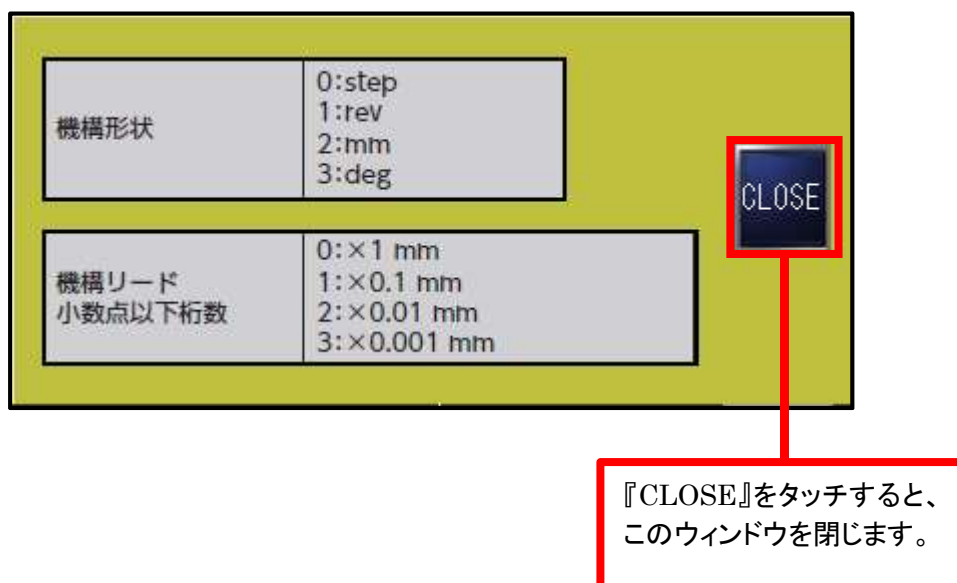 機構形状
0:step
1:rev
2:mm
3:deg
CLOSE
機構リード
小数点以下桁数
0:×1 mm
1:×0.1 mm
2:×0.01 mm
3:×0.001 mm
『CLOSE』をタッチすると、
このウィンドウを閉じます。